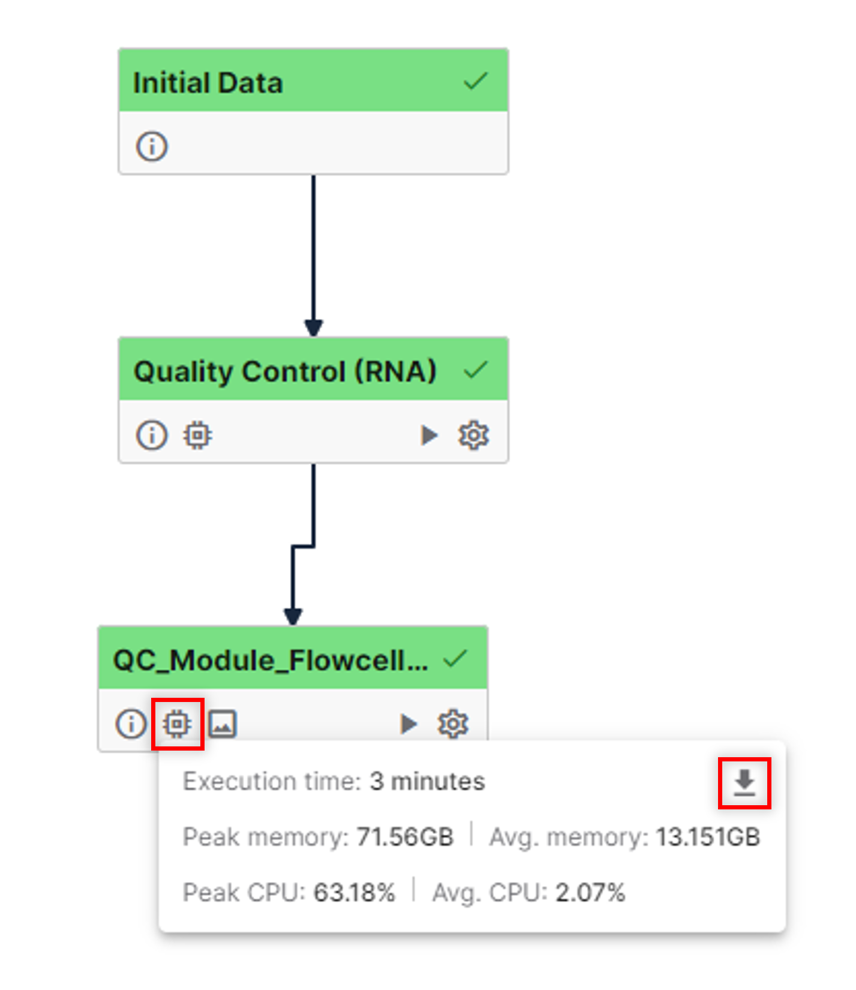 Initial Data
Quality Control (RNA)
QC_Module_Flowcell...
Execution time: 3 minutes
Peak memory: 71.56GB | Avg. memory: 13.151GB
Peak CPU: 63.18% | Avg. CPU: 2.07%